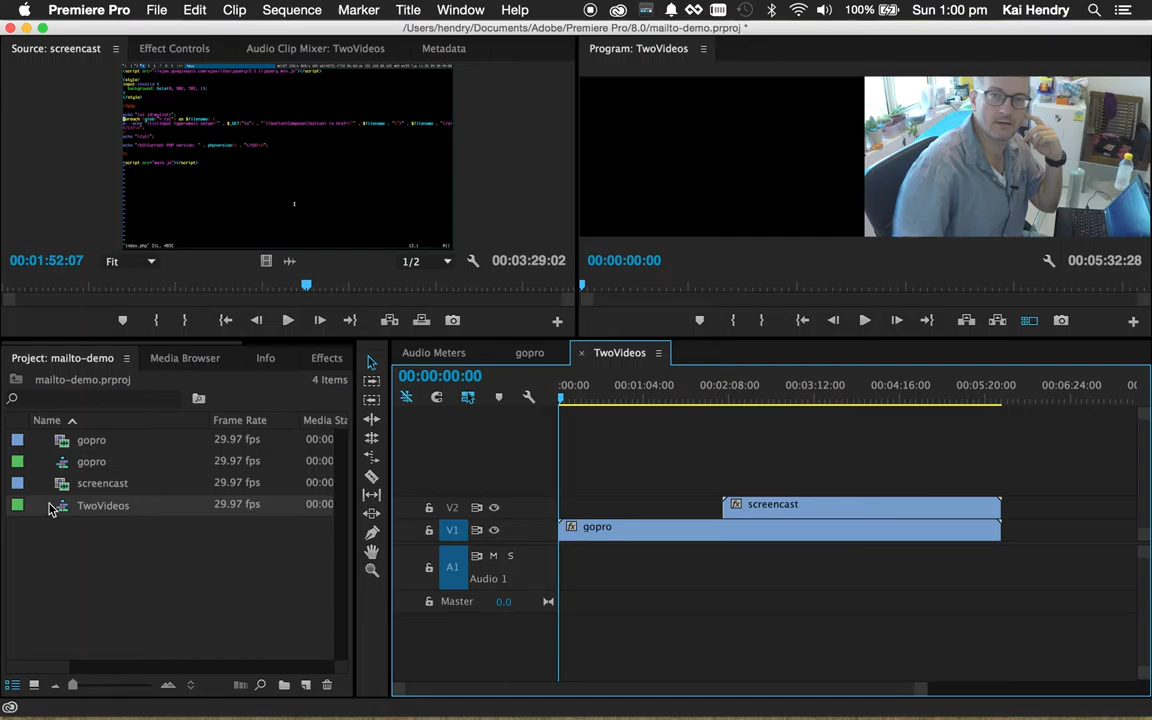 Premiere Pro File Edit Clip Sequence Marker Title Window Help 100% Sun 1:00 pm Kai Hendry
/Users/hendry/Documents/Adobe/Premiere Pro/8.0/mailto-demo.prproj *
Source: screencast Effect Controls Audio Clip Mixer: TwoVideos Metadata
Program: TwoVideos
00:01:52:07 Fit 1/2 00:03:29:02
00:00:00:00 00:05:32:28
Project: mailto-demo Media Browser Info Effects
mailto-demo.prproj 4 Items
Name Frame Rate Media Sta
gopro 29.97 fps 00:00
gopro 29.97 fps 00:00
screencast 29.97 fps 00:00
TwoVideos 29.97 fps 00:00
Audio Meters gopro × TwoVideos
00:00:00:00
:00:00 00:01:04:00 00:02:08:00 00:03:12:00 00:04:16:00 00:05:20:00 00:06:24:00 00
V2 fx screencast
V1 fx gopro
A1 M S
Audio 1
Master 0.0